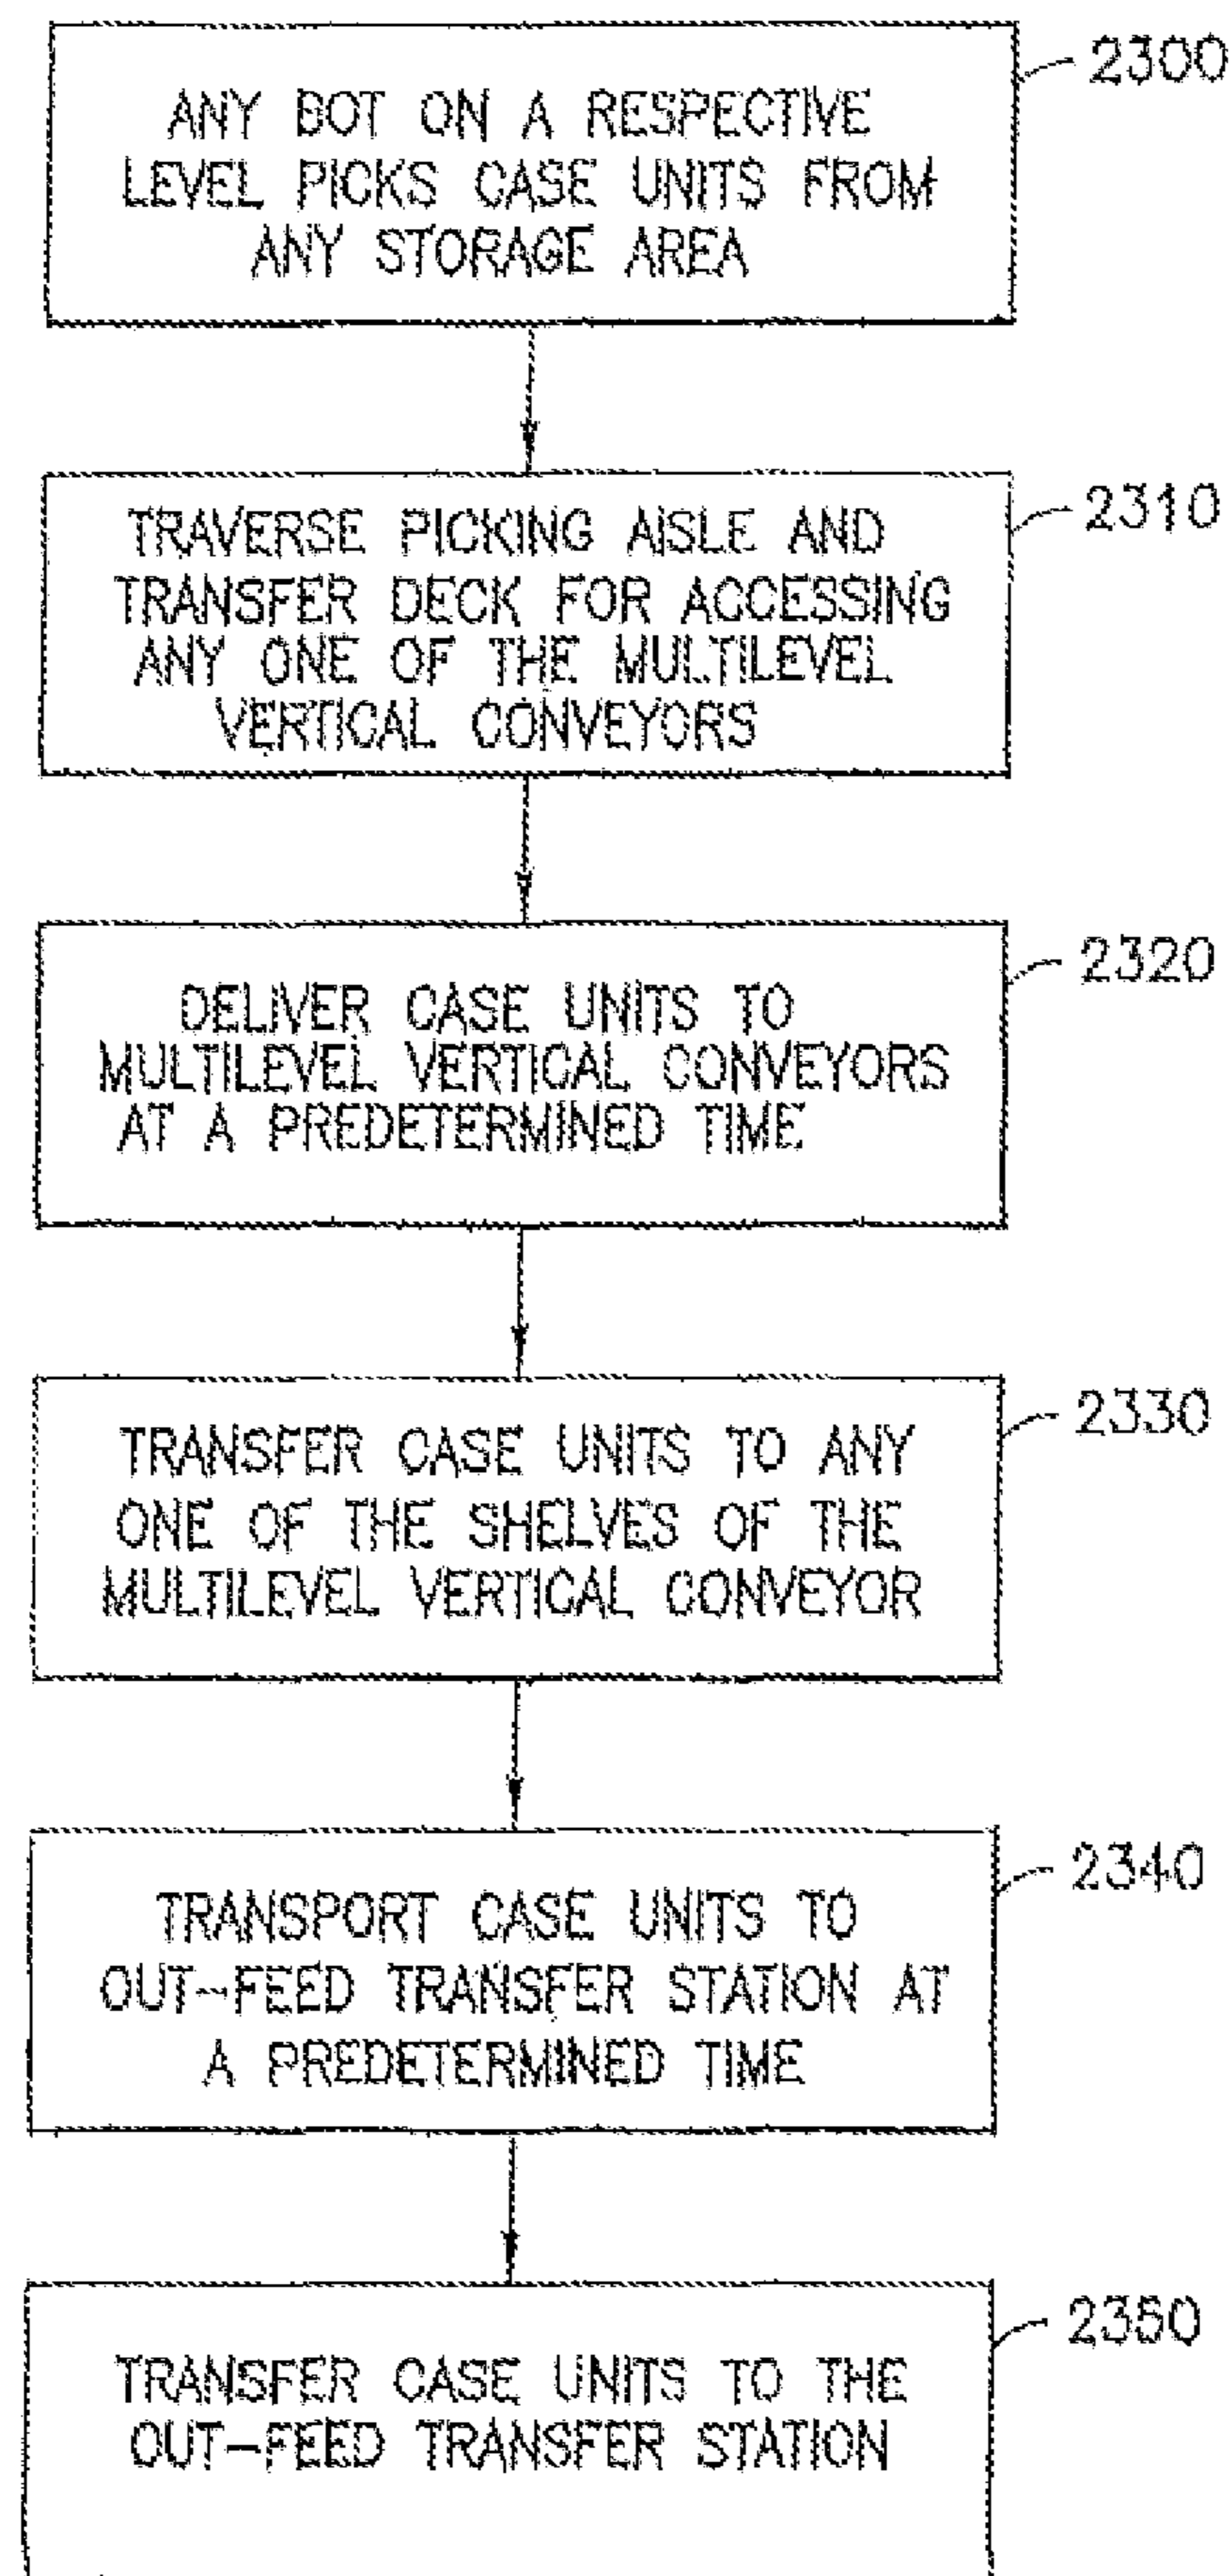 ANY BOT ON A RESPECTIVE
LEVEL PICKS CASE UNITS FROM
ANY STORAGE AREA
2300
TRAVERSE PICKING AISLE AND
TRANSFER DECK FOR ACCESSING
ANY ONE OF THE MULTILEVEL
VERTICAL CONVEYORS
2310
DELIVER CASE UNITS TO
MULTILEVEL VERTICAL CONVEYORS
AT A PREDETERMINED TIME
2320
TRANSFER CASE UNITS TO ANY
ONE OF THE SHELVES OF THE
MULTILEVEL VERTICAL CONVEYOR
2330
TRANSPORT CASE UNITS TO
OUT-FEED TRANSFER STATION AT
A PREDETERMINED TIME
2340
TRANSFER CASE UNITS TO THE
OUT-FEED TRANSFER STATION
2350